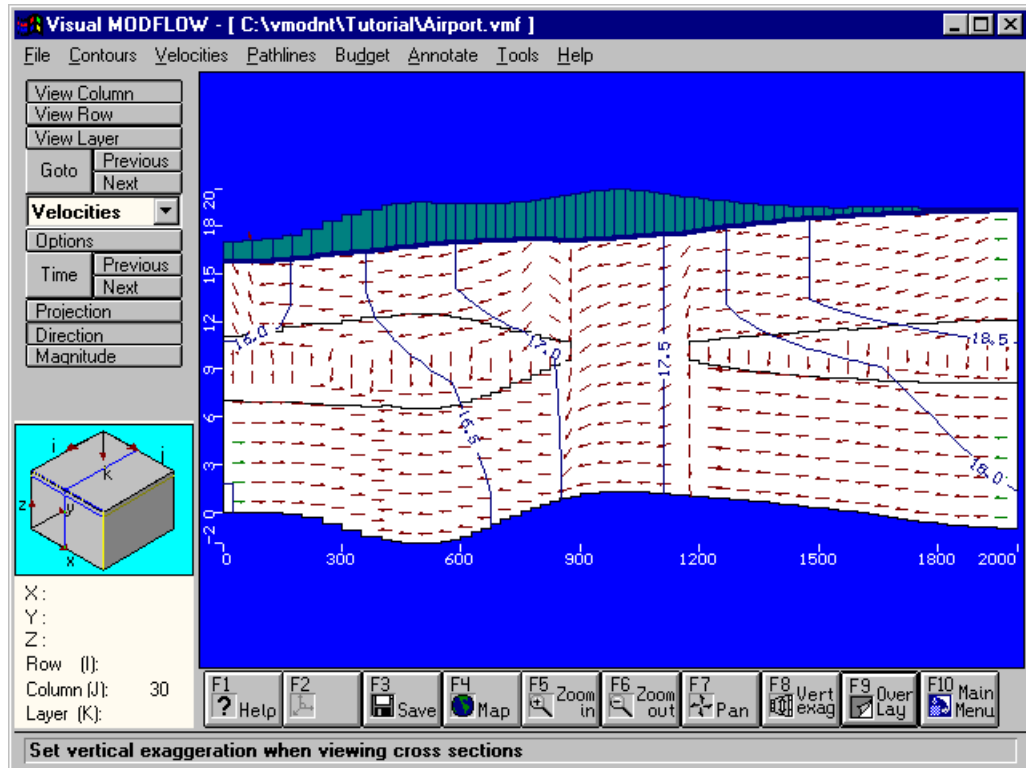 Visual MODFLOW - [ C:\vmodnt\Tutorial\Airport.vmf ]
File Contours Velocities Pathlines Budget Annotate Tools Help
View Column
View Row
View Layer
Goto
Previous
Next
Velocities
Options
Time
Previous
Next
Projection
Direction
Magnitude
20
18
15
12
9
6
3
0
-2
16.0
17.0
16.5
17.5
18.5
18.0
0 300 600 900 1200 1500 1800 2000
i
j
K
z
y
x
X:
Y:
Z:
Row (I):
Column (J): 30
Layer (K):
F1 ? Help
F2
F3 Save
F4 Map
F5 Zoom in
F6 Zoom out
F7 Pan
F8 Vert exag
F9 Over Lay
F10 Main Menu
Set vertical exaggeration when viewing cross sections